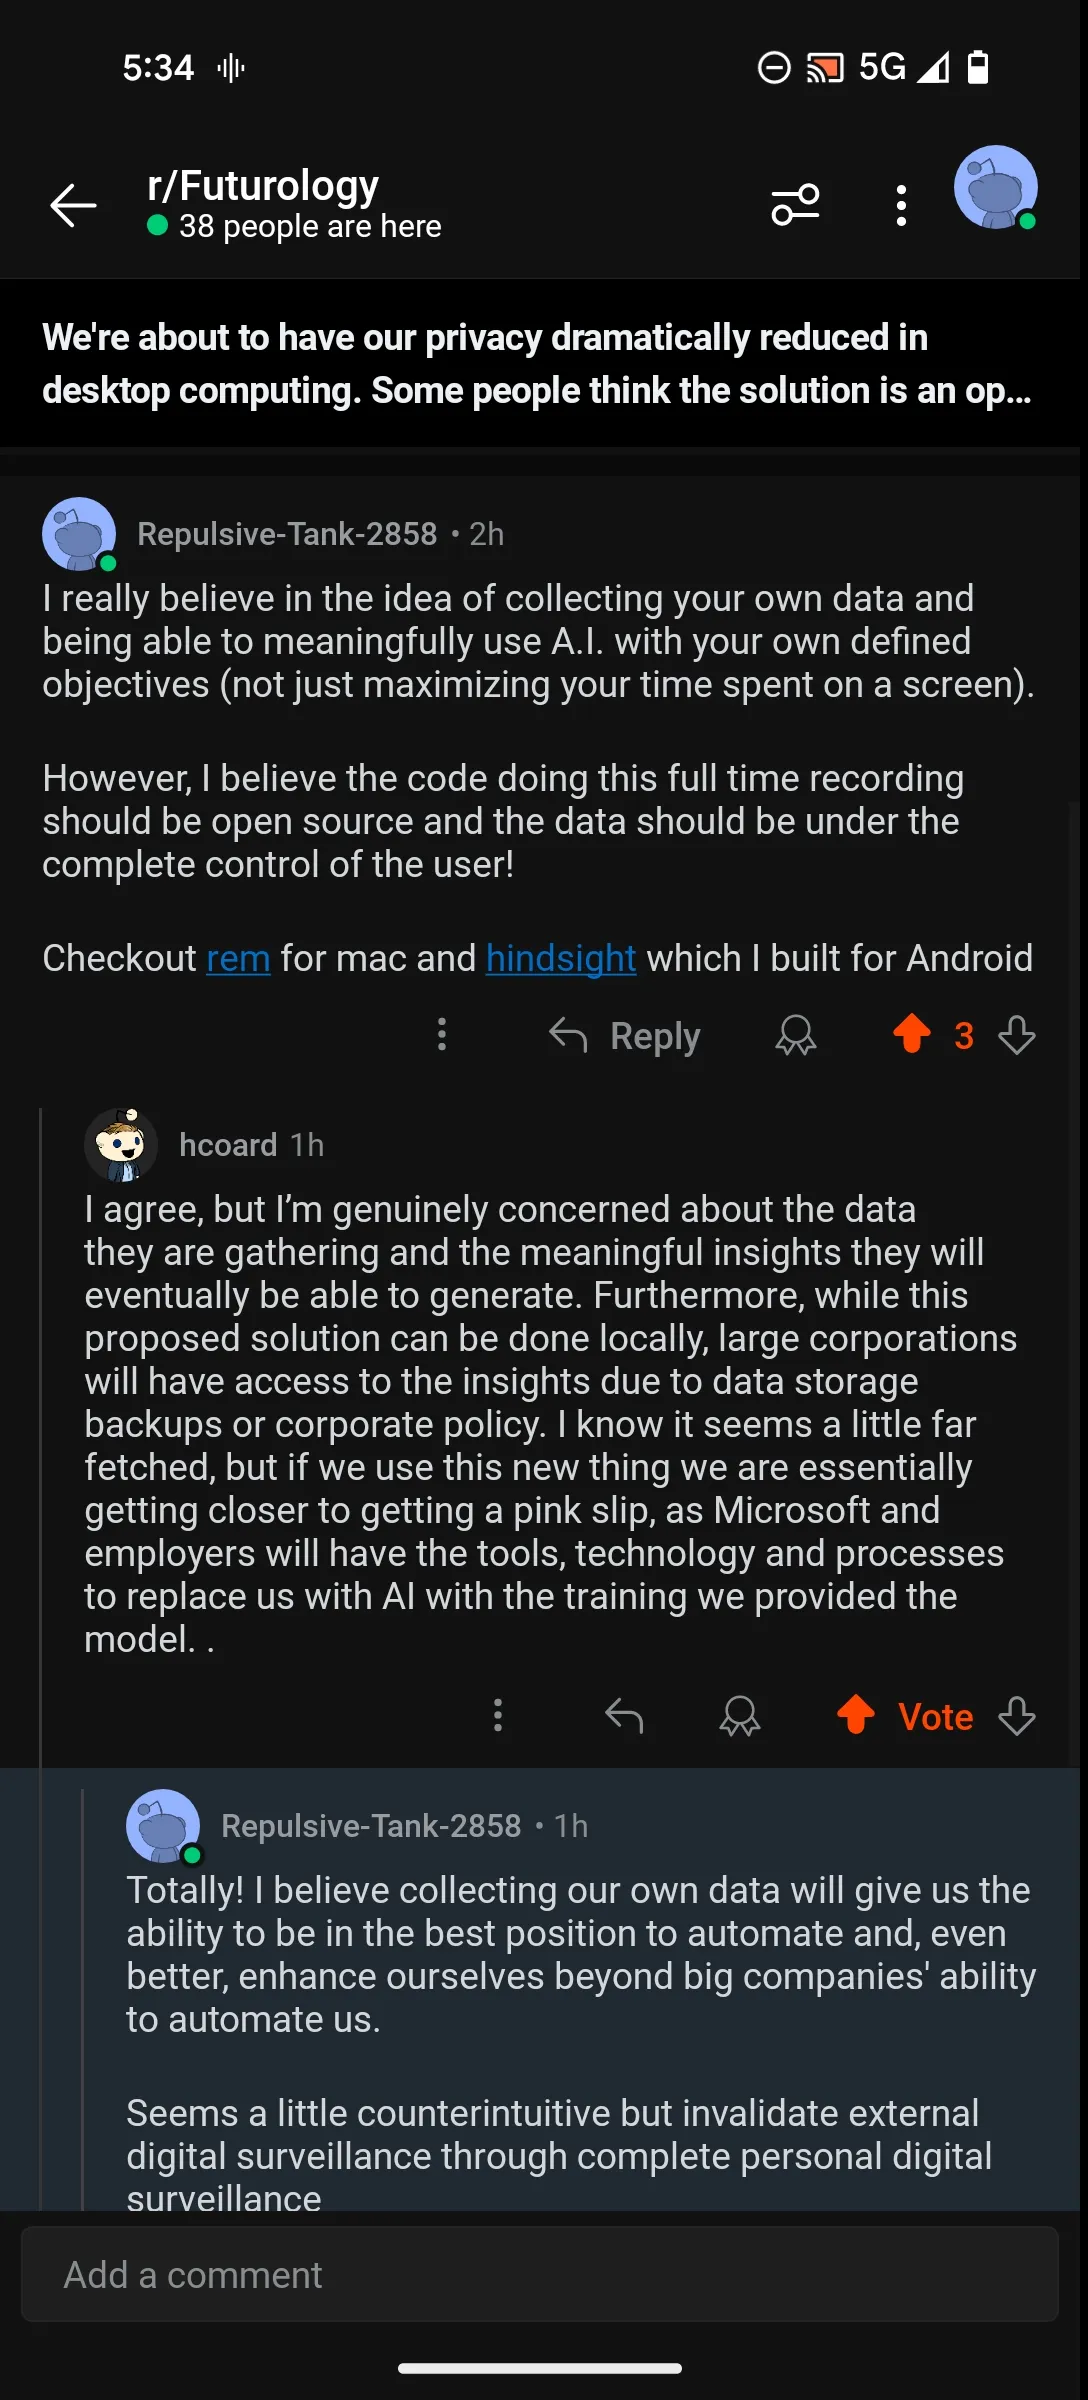 5:34
5G
r/Futurology
38 people are here
We're about to have our privacy dramatically reduced in
desktop computing. Some people think the solution is an op...
Repulsive-Tank-2858 • 2h
I really believe in the idea of collecting your own data and
being able to meaningfully use A.I. with your own defined
objectives (not just maximizing your time spent on a screen).
However, I believe the code doing this full time recording
should be open source and the data should be under the
complete control of the user!
Checkout rem for mac and hindsight which I built for Android
Reply
3
hcoard 1h
I agree, but I’m genuinely concerned about the data
they are gathering and the meaningful insights they will
eventually be able to generate. Furthermore, while this
proposed solution can be done locally, large corporations
will have access to the insights due to data storage
backups or corporate policy. I know it seems a little far
fetched, but if we use this new thing we are essentially
getting closer to getting a pink slip, as Microsoft and
employers will have the tools, technology and processes
to replace us with AI with the training we provided the
model. .
Vote
Repulsive-Tank-2858 • 1h
Totally! I believe collecting our own data will give us the
ability to be in the best position to automate and, even
better, enhance ourselves beyond big companies' ability
to automate us.
Seems a little counterintuitive but invalidate external
digital surveillance through complete personal digital
surveillance
Add a comment